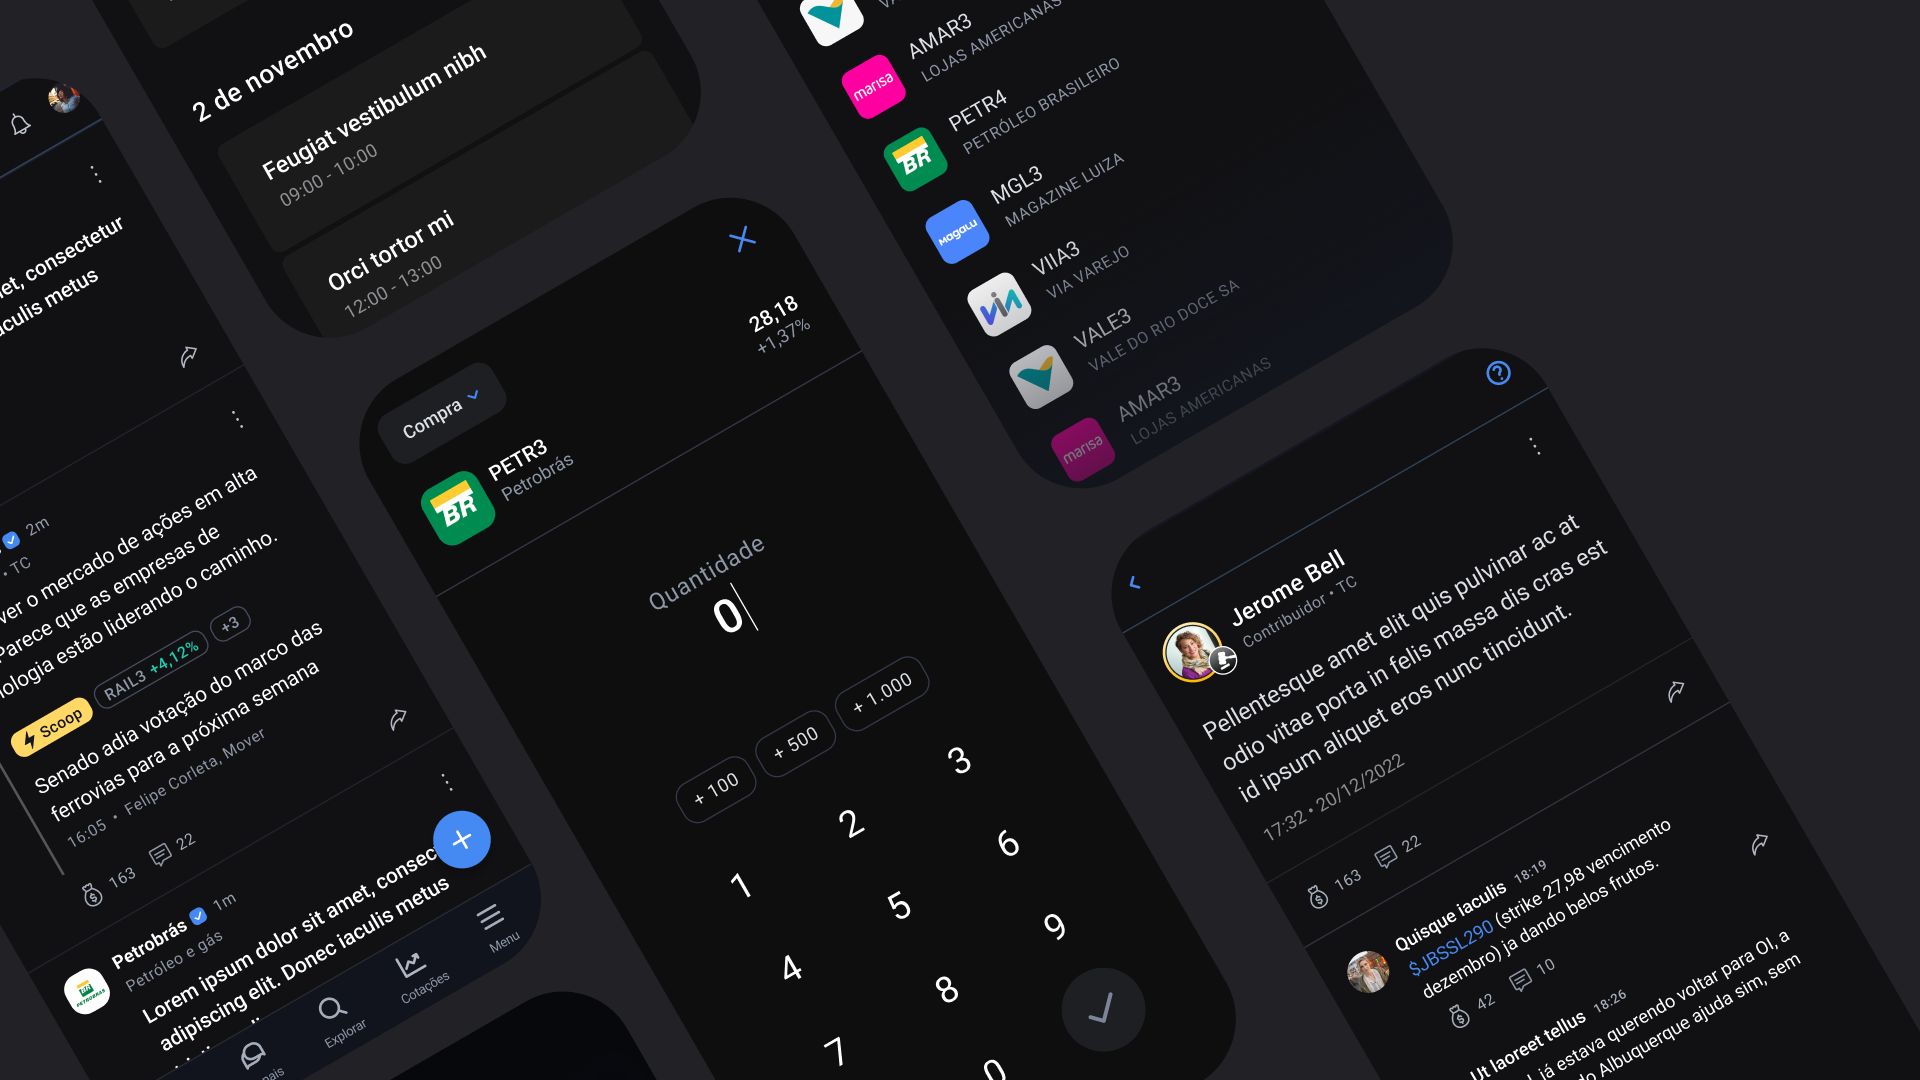 et, consectetur
culis metus
2m
• TC
ver o mercado de ações em alta
Parece que as empresas de
nologia estão liderando o caminho.
Scoop
RAIL3 +4,12%
+3
Senado adia votação do marco das
ferrovias para a próxima semana
16:05 • Felipe Corleta, Mover
163
22
Petrobrás
1m
Petróleo e gás
PETROBRAS
Lorem ipsum dolor sit amet, consec
adipiscing elit. Donec iaculis metus
Explorar
Cotações
Menu
2 de novembro
Feugiat vestibulum nibh
09:00 - 10:00
Orci tortor mi
12:00 - 13:00
Compra
28,18
+1,37%
BR
PETR3
Petrobrás
Quantidade
0
+ 100
+ 500
+ 1.000
1
2
3
4
5
6
7
8
9
0
marisa
AMAR3
LOJAS AMERICANAS
BR
PETR4
PETRÓLEO BRASILEIRO
Magalu
MGL3
MAGAZINE LUIZA
via
VIIA3
VIA VAREJO
VALE3
VALE DO RIO DOCE SA
marisa
AMAR3
LOJAS AMERICANAS
Jerome Bell
Contribuidor • TC
Pellentesque amet elit quis pulvinar ac at
odio vitae porta in felis massa dis cras est
id ipsum aliquet eros nunc tincidunt.
17:32 • 20/12/2022
163
22
Quisque iaculis 18:19
$JBSSL290 (strike 27,98 vencimento
dezembro) ja dando belos frutos.
42
10
Ut laoreet tellus 18:26
já estava querendo voltar para OI, a
Albuquerque ajuda sim, sem